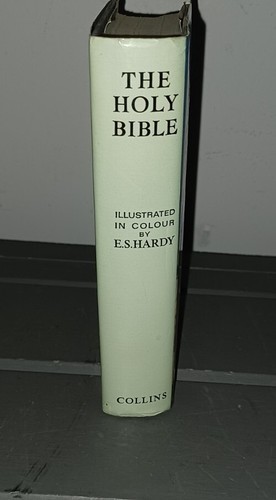 THE
HOLY
BIBLE
ILLUSTRATED
IN COLOUR
BY
E.S.HARDY
COLLINS